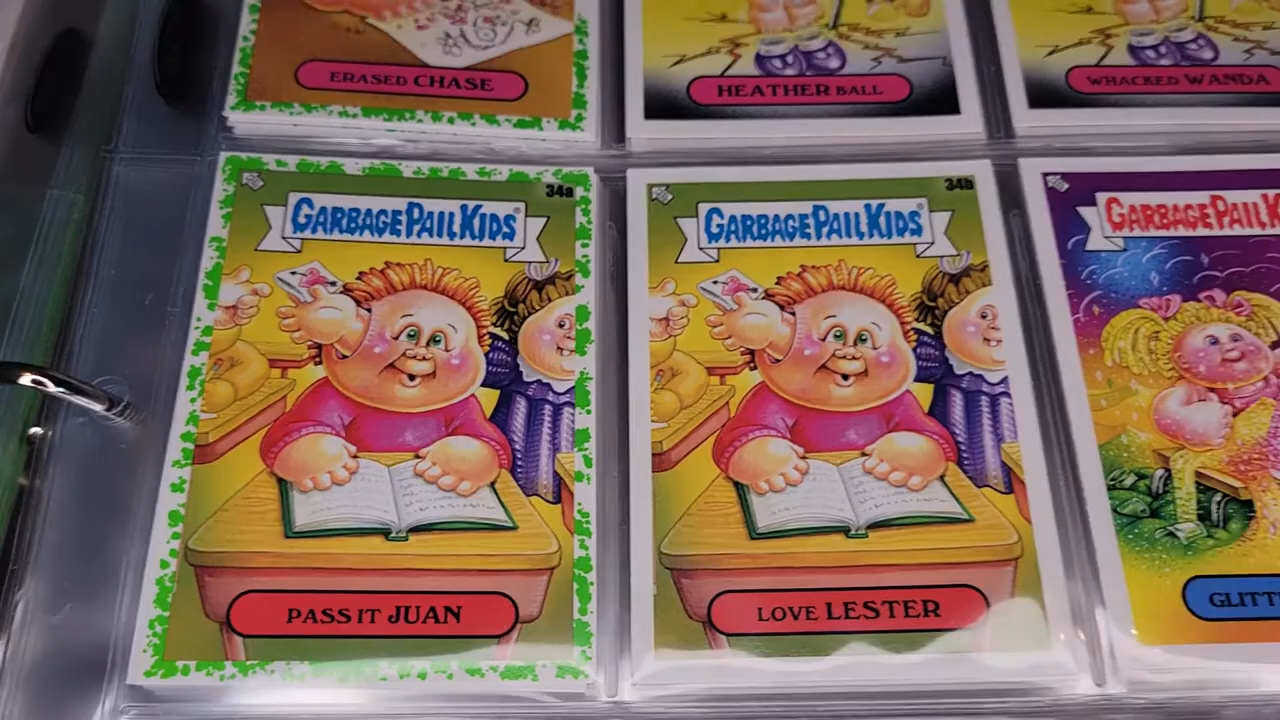 ERASED CHASE
HEATHER BALL
WHACKED WANDA
34a
GARBAGE PAIL KIDS
PASS IT JUAN
34b
GARBAGE PAIL KIDS
LOVE LESTER
GARBAGE PAIL K
GLITT